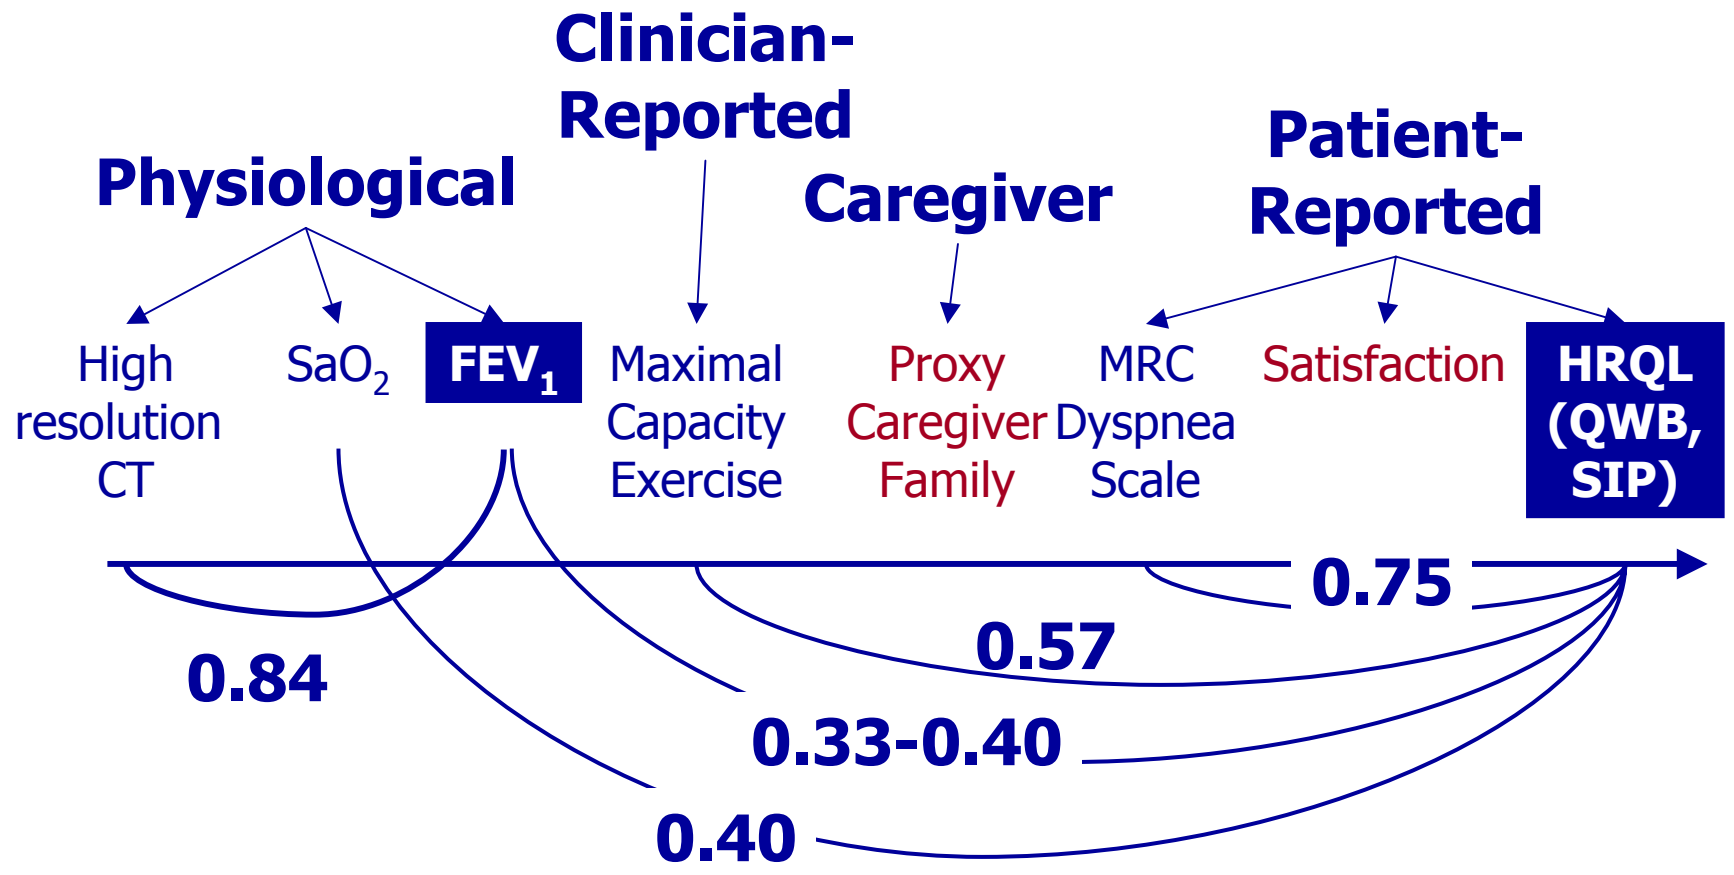 Clinician-
Reported
Physiological
Caregiver
Patient-
Reported
High
resolution
CT
SaO₂
FEV₁
Maximal
Capacity
Exercise
Proxy
Caregiver
Family
MRC
Dyspnea
Scale
Satisfaction
HRQL
(QWB,
SIP)
0.75
0.57
0.84
0.33-0.40
0.40